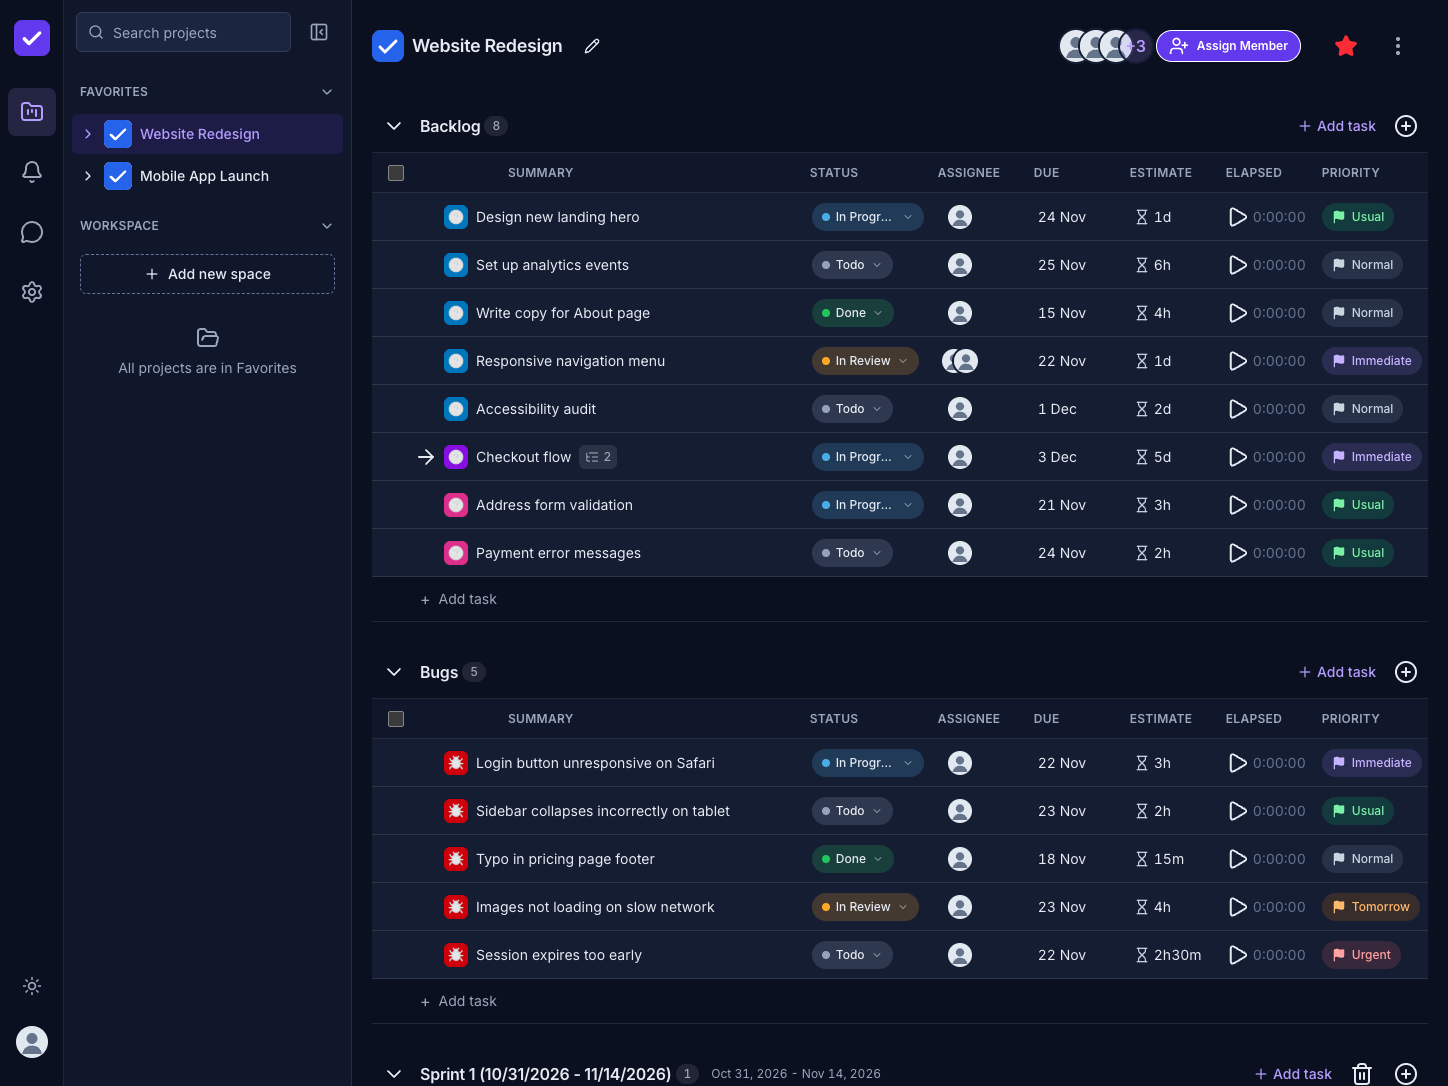 Search projects
FAVORITES
Website Redesign
Mobile App Launch
WORKSPACE
+ Add new space
All projects are in Favorites
Website Redesign
+3
Assign Member
Backlog 8
+ Add task
SUMMARY STATUS ASSIGNEE DUE ESTIMATE ELAPSED PRIORITY
Design new landing hero In Progr... 24 Nov 1d 0:00:00 Usual
Set up analytics events Todo 25 Nov 6h 0:00:00 Normal
Write copy for About page Done 15 Nov 4h 0:00:00 Normal
Responsive navigation menu In Review 22 Nov 1d 0:00:00 Immediate
Accessibility audit Todo 1 Dec 2d 0:00:00 Normal
Checkout flow 2 In Progr... 3 Dec 5d 0:00:00 Immediate
Address form validation In Progr... 21 Nov 3h 0:00:00 Usual
Payment error messages Todo 24 Nov 2h 0:00:00 Usual
+ Add task
Bugs 5
+ Add task
SUMMARY STATUS ASSIGNEE DUE ESTIMATE ELAPSED PRIORITY
Login button unresponsive on Safari In Progr... 22 Nov 3h 0:00:00 Immediate
Sidebar collapses incorrectly on tablet Todo 23 Nov 2h 0:00:00 Usual
Typo in pricing page footer Done 18 Nov 15m 0:00:00 Normal
Images not loading on slow network In Review 23 Nov 4h 0:00:00 Tomorrow
Session expires too early Todo 22 Nov 2h30m 0:00:00 Urgent
+ Add task
Sprint 1 (10/31/2026 - 11/14/2026) 1 Oct 31, 2026 - Nov 14, 2026
+ Add task